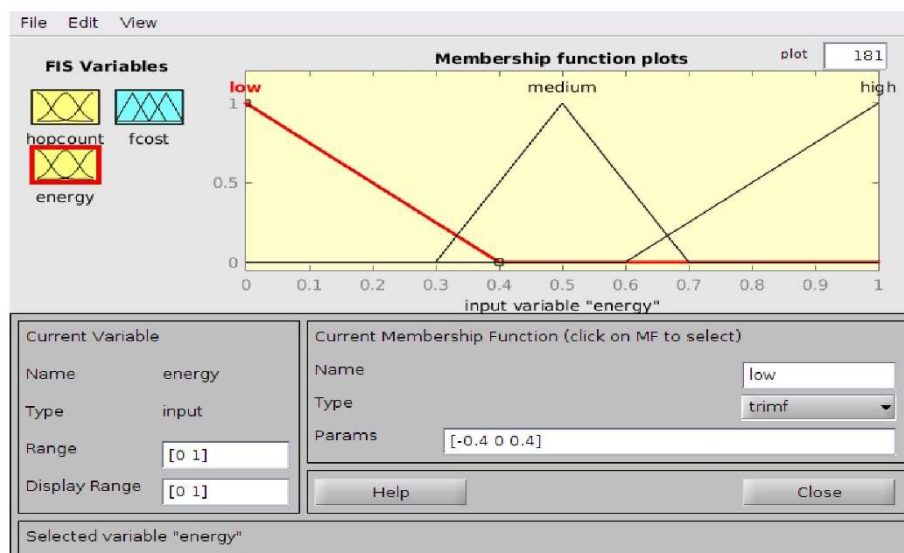 File Edit View
FIS Variables
hopcount fcost
energy
Membership function plots
plot 181
low medium high
1
0.5
0
0 0.1 0.2 0.3 0.4 0.5 0.6 0.7 0.8 0.9 1
input variable "energy"
Current Variable
Name energy
Type input
Range [0 1]
Display Range [0 1]
Current Membership Function (click on MF to select)
Name low
Type trimf
Params [-0.4 0 0.4]
Help Close
Selected variable "energy"